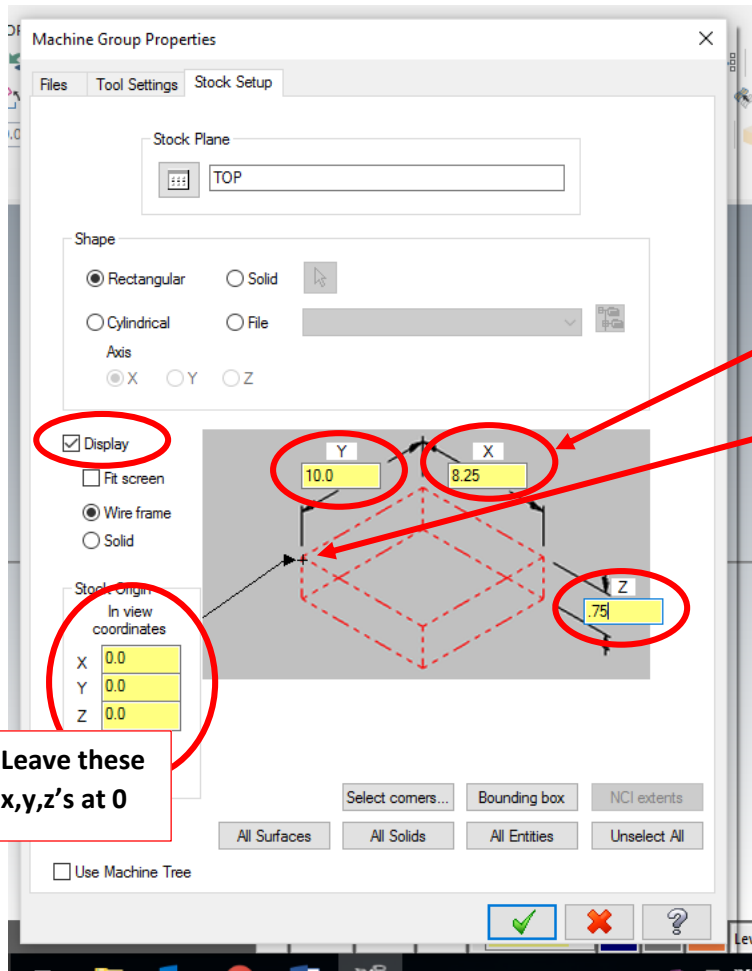 Machine Group Properties
Files Tool Settings Stock Setup
Stock Plane
TOP
Shape
Rectangular Solid
Cylindrical File
Axis
X Y Z
Display
Fit screen
Wire frame
Solid
Y X
10.0 8.25
Z
.75
Stock Origin
In view
coordinates
X 0.0
Y 0.0
Z 0.0
Leave these
x,y,z’s at 0
Select corners... Bounding box NCI extents
All Surfaces All Solids All Entities Unselect All
Use Machine Tree